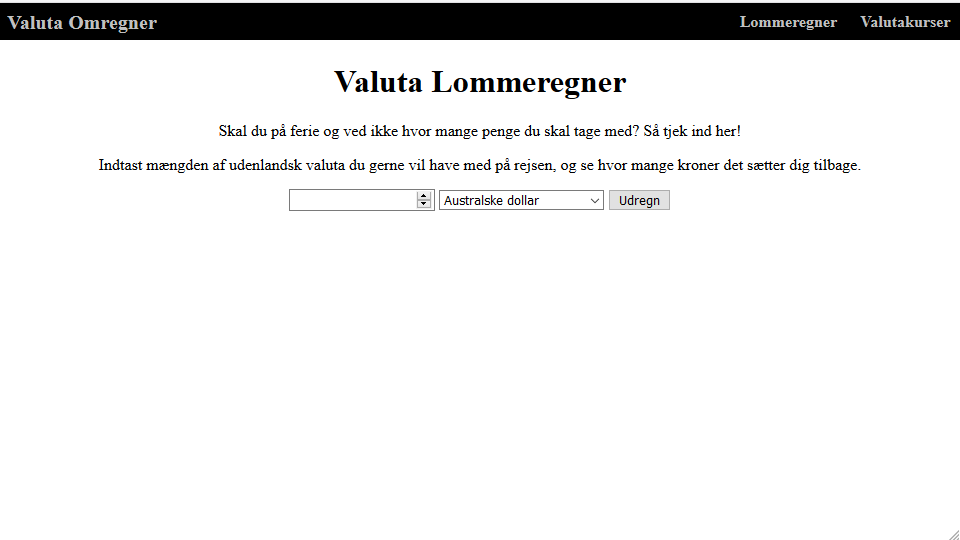 Valuta Omregner
Lommeregner
Valutakurser
Valuta Lommeregner
Skal du på ferie og ved ikke hvor mange penge du skal tage med? Så tjek ind her!
Indtast mængden af udenlandsk valuta du gerne vil have med på rejsen, og se hvor mange kroner det sætter dig tilbage.
Australske dollar
Udregn